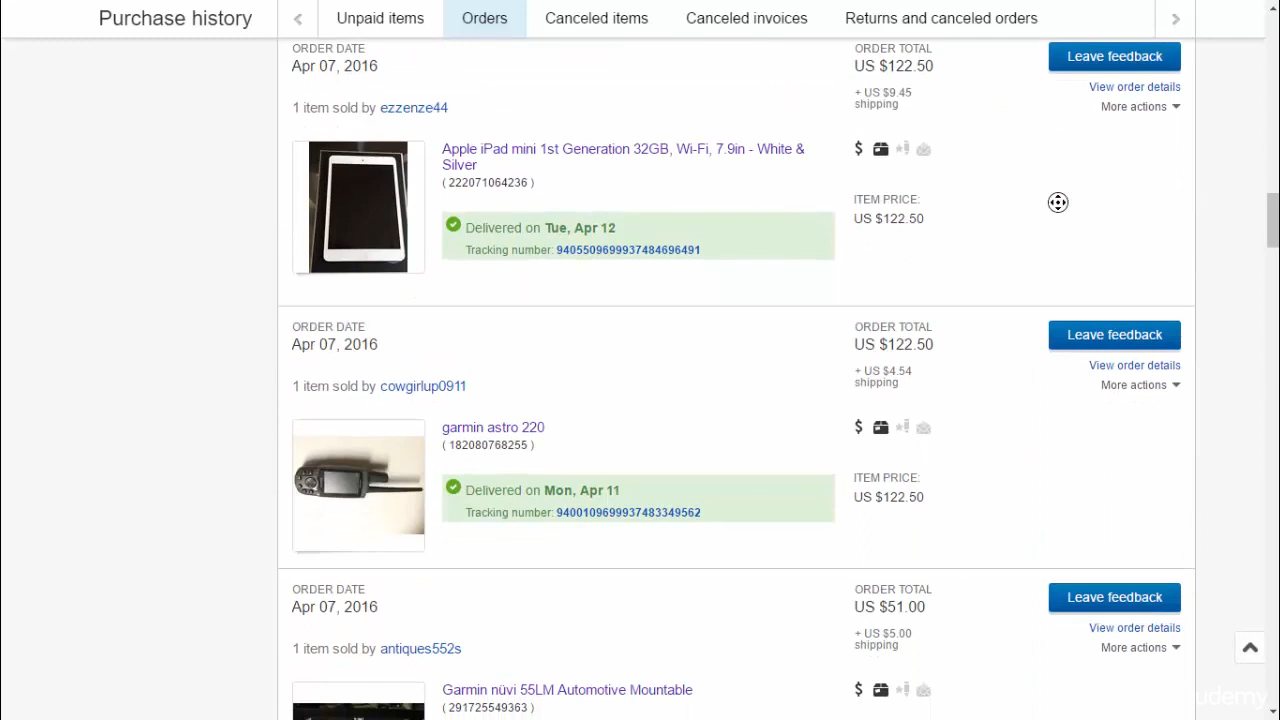 Purchase history
Unpaid items
Orders
Canceled items
Canceled invoices
Returns and canceled orders
ORDER DATE
Apr 07, 2016
ORDER TOTAL
US $122.50
+ US $9.45
shipping
Leave feedback
View order details
More actions
1 item sold by ezzenze44
Apple iPad mini 1st Generation 32GB, Wi-Fi, 7.9in - White &
Silver
( 222071064236 )
Delivered on Tue, Apr 12
Tracking number: 9405509699937484696491
$
ITEM PRICE:
US $122.50
ORDER DATE
Apr 07, 2016
ORDER TOTAL
US $122.50
+ US $4.54
shipping
Leave feedback
View order details
More actions
1 item sold by cowgirlup0911
garmin astro 220
( 182080768255 )
Delivered on Mon, Apr 11
Tracking number: 9400109699937483349562
$
ITEM PRICE:
US $122.50
ORDER DATE
Apr 07, 2016
ORDER TOTAL
US $51.00
+ US $5.00
shipping
Leave feedback
View order details
More actions
1 item sold by antiques552s
Garmin nüvi 55LM Automotive Mountable
( 291725549363 )
$
udemy